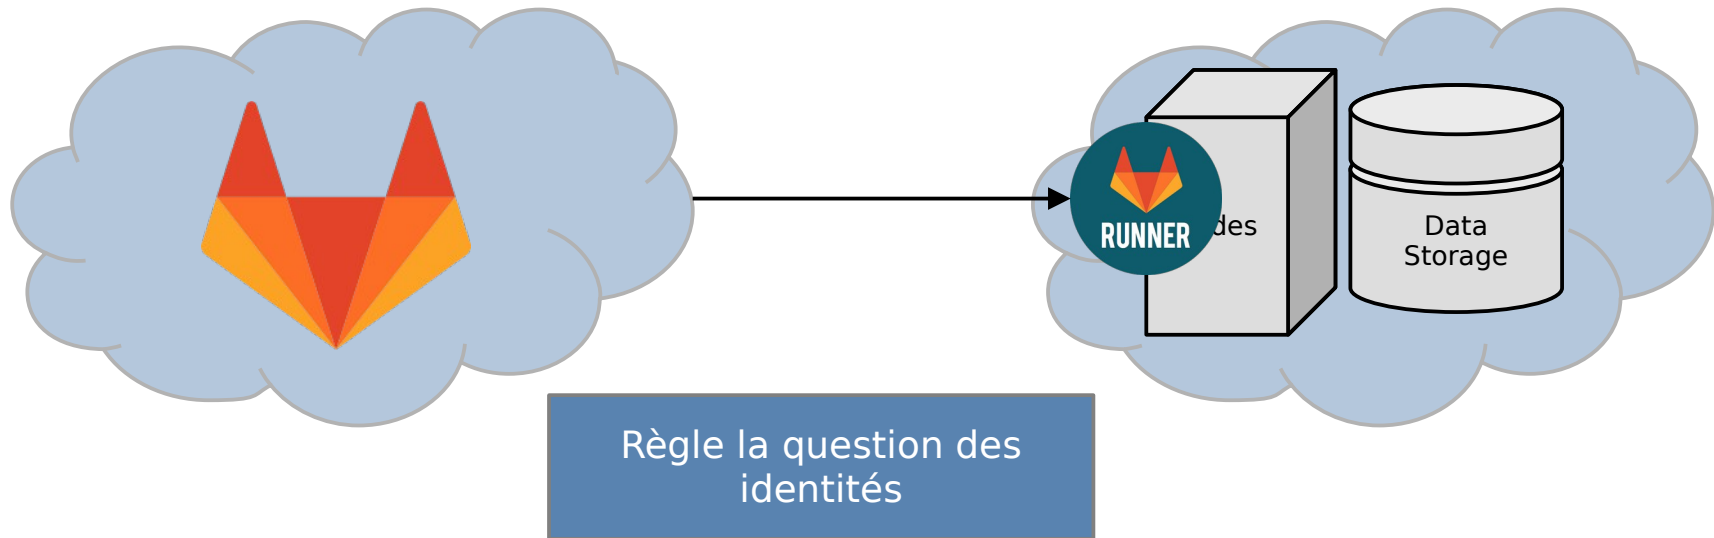 RUNNER
des
Data
Storage
Règle la question des
identités